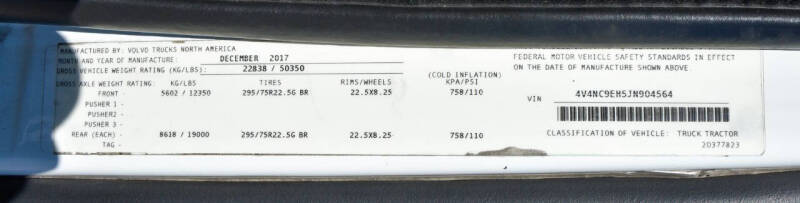 MANUFACTURED BY: VOLVO TRUCKS NORTH AMERICA
MONTH AND YEAR OF MANUFACTURE: DECEMBER 2017
GROSS VEHICLE WEIGHT RATING (KG/LBS): 22838 / 50350
GROSS AXLE WEIGHT RATING (KG/LBS) TIRES RIMS/WHEELS (COLD INFLATION) KPA/PSI
FRONT - 5602 / 12350 295/75R22.5G BR 22.5X8.25 758/110
PUSHER 1 -
PUSHER2 -
PUSHER 3 -
REAR (EACH) - 8618 / 19000 295/75R22.5G BR 22.5X8.25 758/110
TAG -
FEDERAL MOTOR VEHICLE SAFETY STANDARDS IN EFFECT
ON THE DATE OF MANUFACTURE SHOWN ABOVE.
VIN 4V4NC9EH5JN904564
CLASSIFICATION OF VEHICLE: TRUCK TRACTOR
20377823